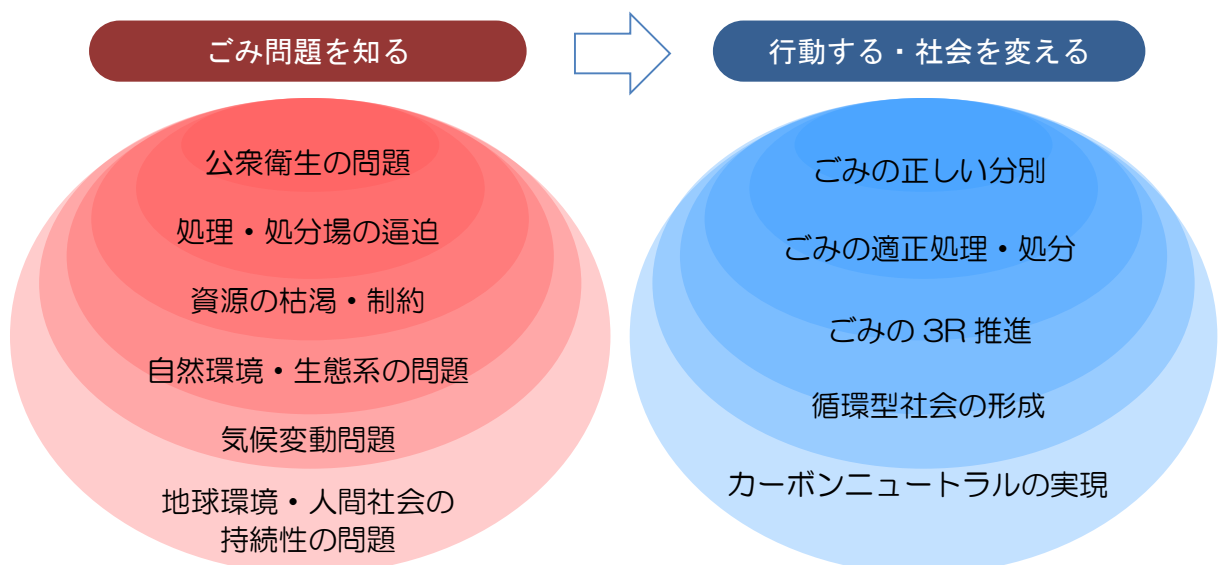 ごみ問題を知る
公衆衛生の問題
処理・処分場の逼迫
資源の枯渇・制約
自然環境・生態系の問題
気候変動問題
地球環境・人間社会の
持続性の問題
行動する・社会を変える
ごみの正しい分別
ごみの適正処理・処分
ごみの 3R 推進
循環型社会の形成
カーボンニュートラルの実現